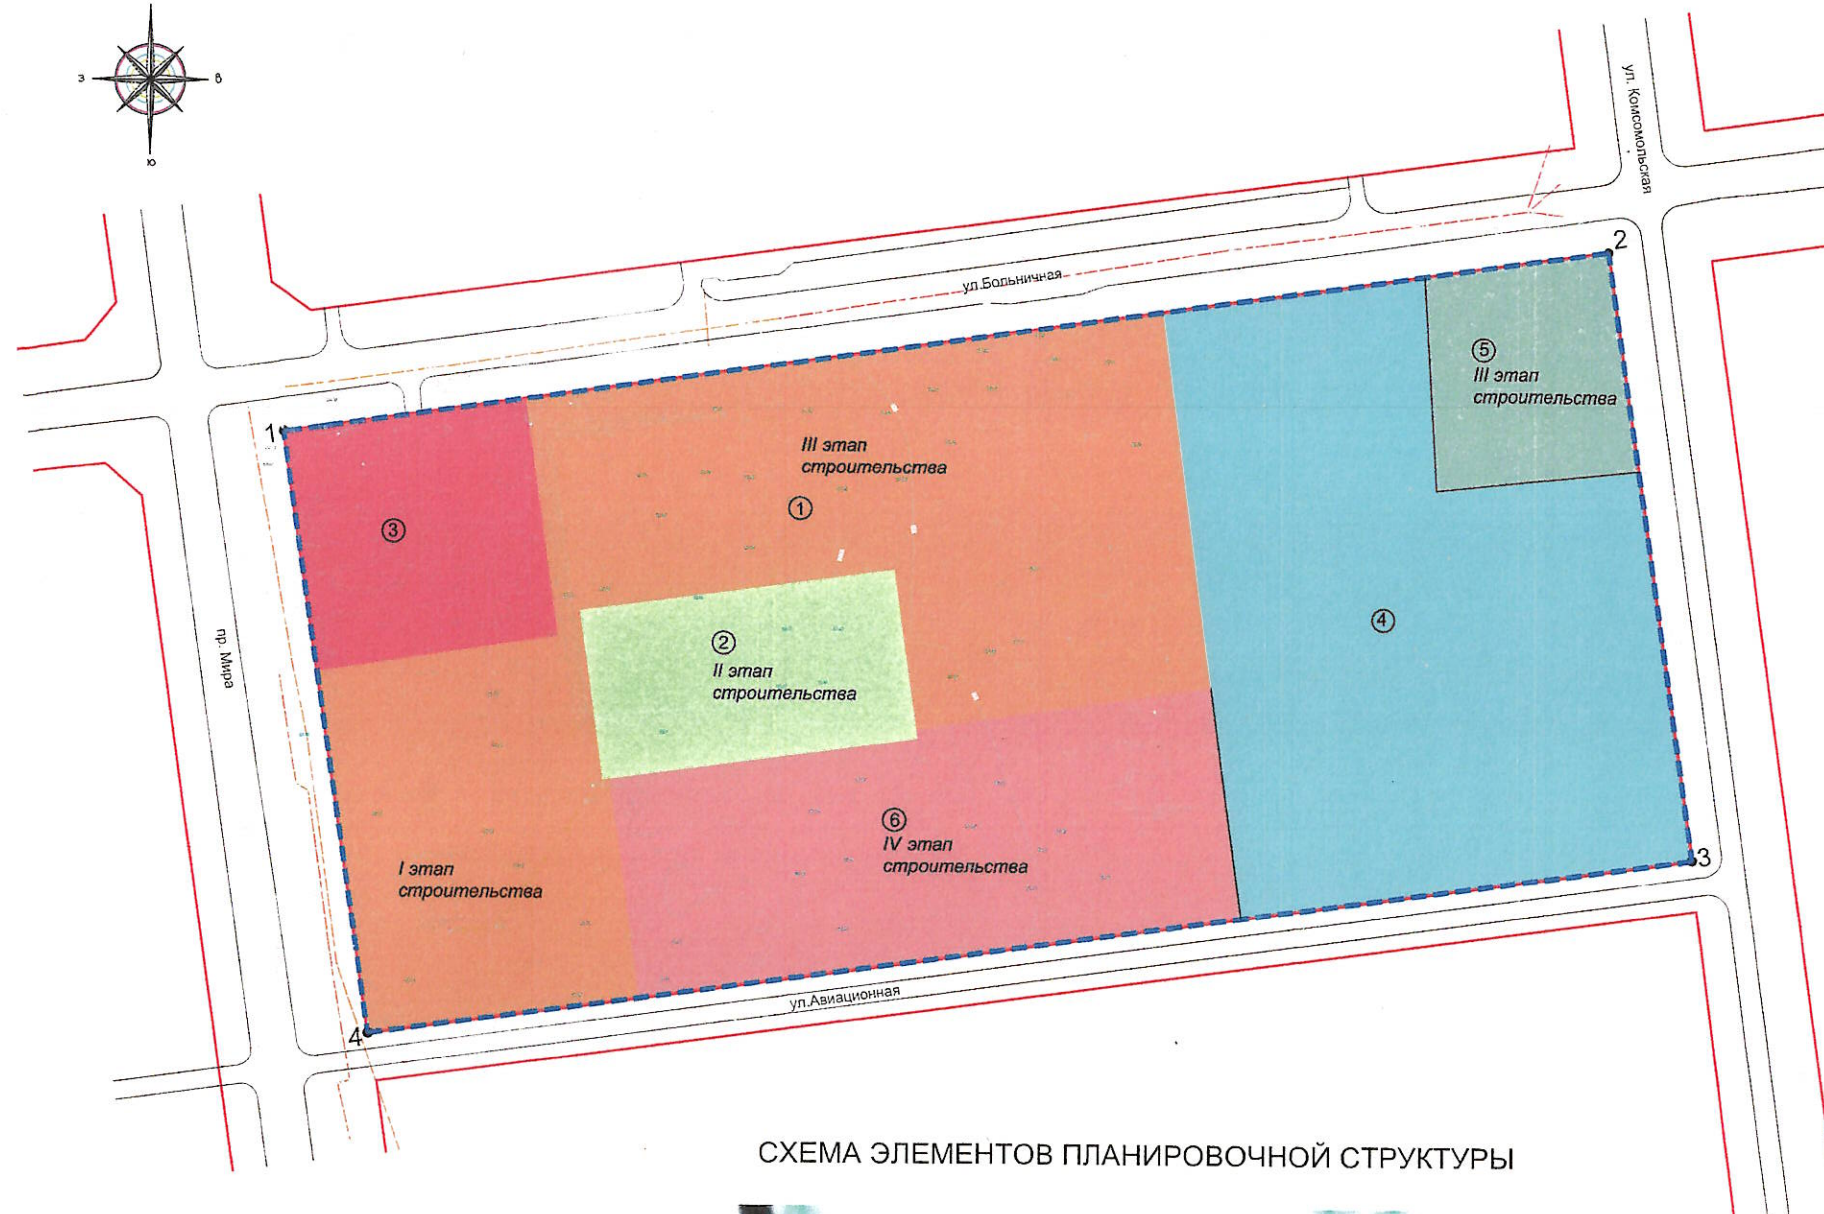 з
в
ю
ул. Комсомольская
2
ул.Больничная
5
III этап
строительства
1
III этап
строительства
1
3
4
2
II этап
строительства
пр. Мира
6
IV этап
строительства
I этап
строительства
3
ул.Авиационная
4
СХЕМА ЭЛЕМЕНТОВ ПЛАНИРОВОЧНОЙ СТРУКТУРЫ